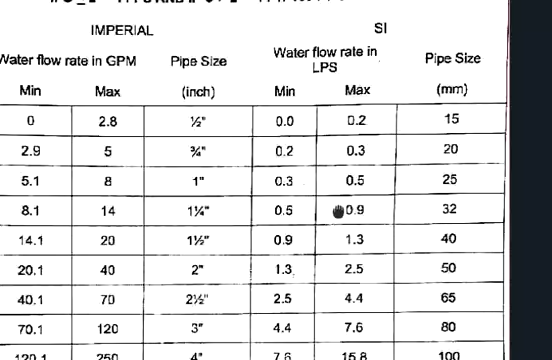 IMPERIAL SI
Water flow rate in GPM Pipe Size Water flow rate in LPS Pipe Size
Min Max (inch) Min Max (mm)
0 2.8 ½" 0.0 0.2 15
2.9 5 ¾" 0.2 0.3 20
5.1 8 1" 0.3 0.5 25
8.1 14 1¼" 0.5 0.9 32
14.1 20 1½" 0.9 1.3 40
20.1 40 2" 1.3 2.5 50
40.1 70 2½" 2.5 4.4 65
70.1 120 3" 4.4 7.6 80
120.1 250 4" 7.6 15.8 100